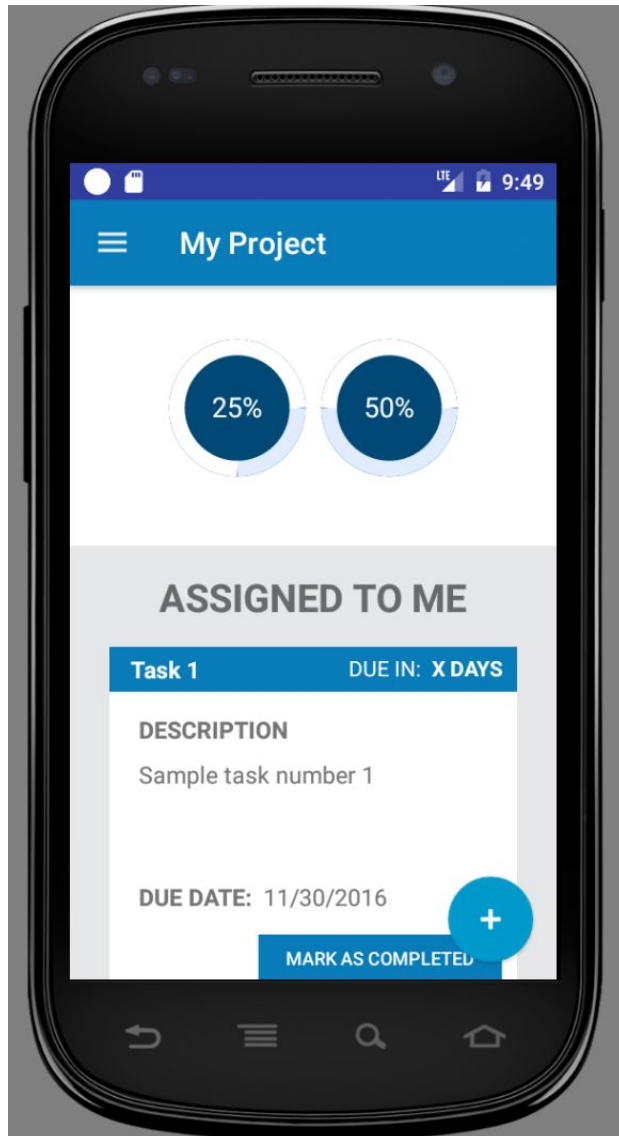 LTE 9:49
My Project
25% 50%
ASSIGNED TO ME
Task 1 DUE IN: X DAYS
DESCRIPTION
Sample task number 1
DUE DATE: 11/30/2016
+
MARK AS COMPLETED